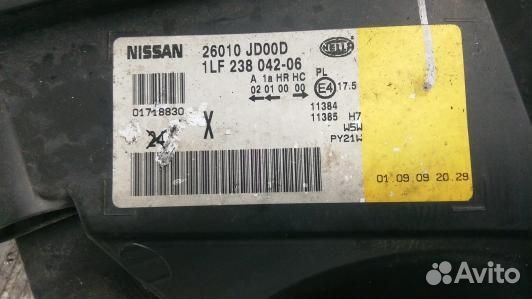 NISSAN 26010 JD00D HELLA
1LF 238 042-06
A 1a HR HC PL
02 01 00 00 E4 17.5
01718830
11384
11385 H7
24 X W5W
PY21W
01 09.09 20.29
Avito